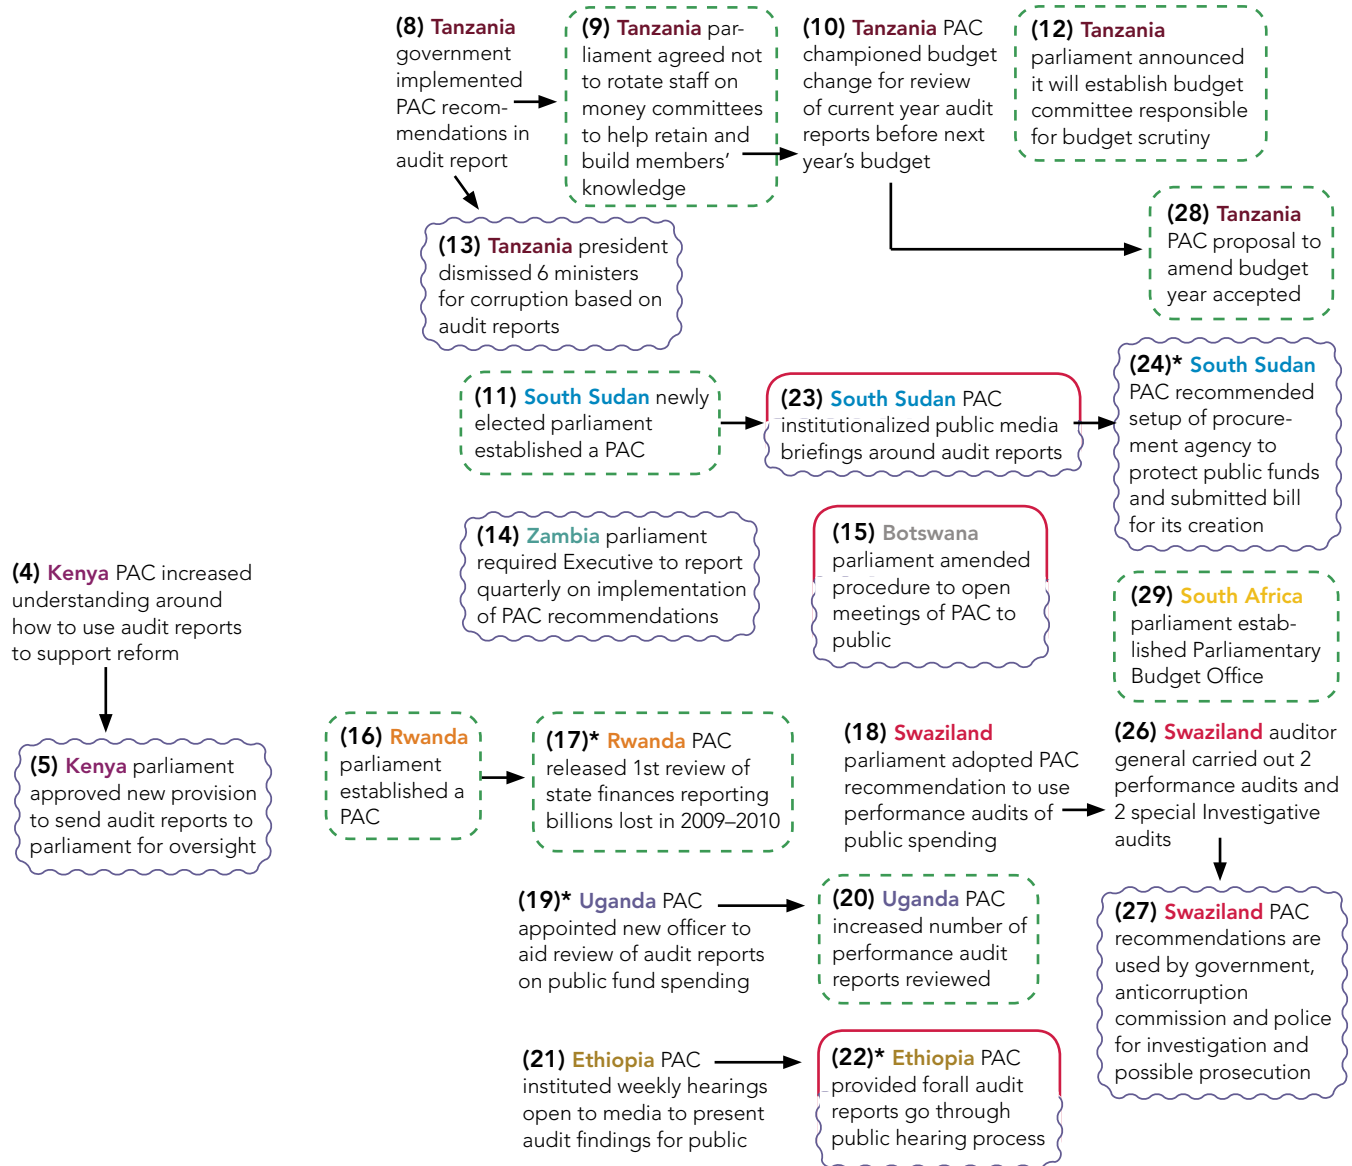 (8) Tanzania
government
implemented
PAC recom-
mendations in
audit report
(9) Tanzania par-
liament agreed not
to rotate staff on
money committees
to help retain and
build members’
knowledge
(10) Tanzania PAC
championed budget
change for review
of current year audit
reports before next
year’s budget
(12) Tanzania
parliament announced
it will establish budget
committee responsible
for budget scrutiny
(28) Tanzania
PAC proposal to
amend budget
year accepted
(13) Tanzania president
dismissed 6 ministers
for corruption based on
audit reports
(11) South Sudan newly
elected parliament
established a PAC
(23) South Sudan PAC
institutionalized public media
briefings around audit reports
(24)* South Sudan
PAC recommended
setup of procure-
ment agency to
protect public funds
and submitted bill
for its creation
(14) Zambia parliament
required Executive to report
quarterly on implementation
of PAC recommendations
(15) Botswana
parliament amended
procedure to open
meetings of PAC to
public
(4) Kenya PAC increased
understanding around
how to use audit reports
to support reform
(29) South Africa
parliament estab-
lished Parliamentary
Budget Office
(5) Kenya parliament
approved new provision
to send audit reports to
parliament for oversight
(16) Rwanda
parliament
established a
PAC
(17)* Rwanda PAC
released 1st review of
state finances reporting
billions lost in 2009–2010
(18) Swaziland
parliament adopted PAC
recommendation to use
performance audits of
public spending
(26) Swaziland auditor
general carried out 2
performance audits and
2 special Investigative
audits
(19)* Uganda PAC
appointed new officer to
aid review of audit reports
on public fund spending
(20) Uganda PAC
increased number of
performance audit
reports reviewed
(27) Swaziland PAC
recommendations are
used by government,
anticorruption
commission and police
for investigation and
possible prosecution
(21) Ethiopia PAC
instituted weekly hearings
open to media to present
audit findings for public
(22)* Ethiopia PAC
provided forall audit
reports go through
public hearing process